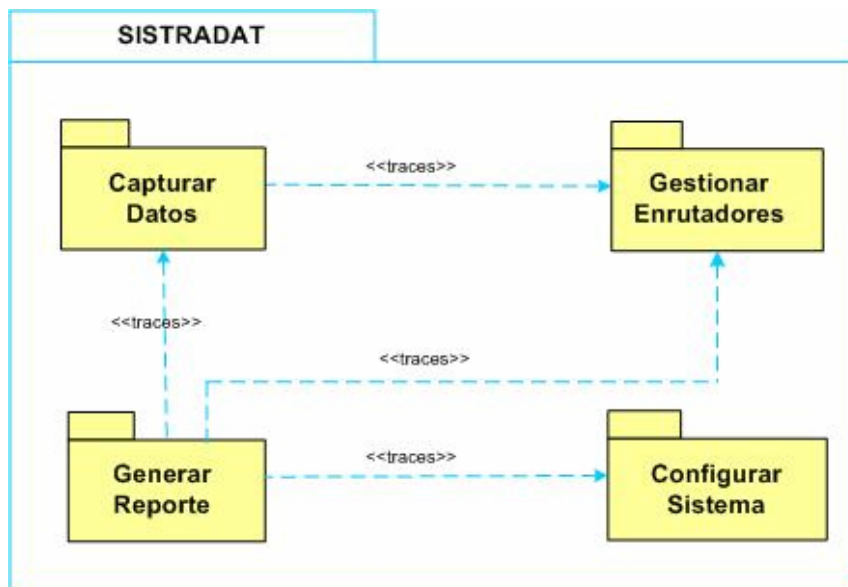 SISTRADAT
Capturar
Datos
<<traces>>
Gestionar
Enrutadores
<<traces>>
<<traces>>
Generar
Reporte
<<traces>>
Configurar
Sistema